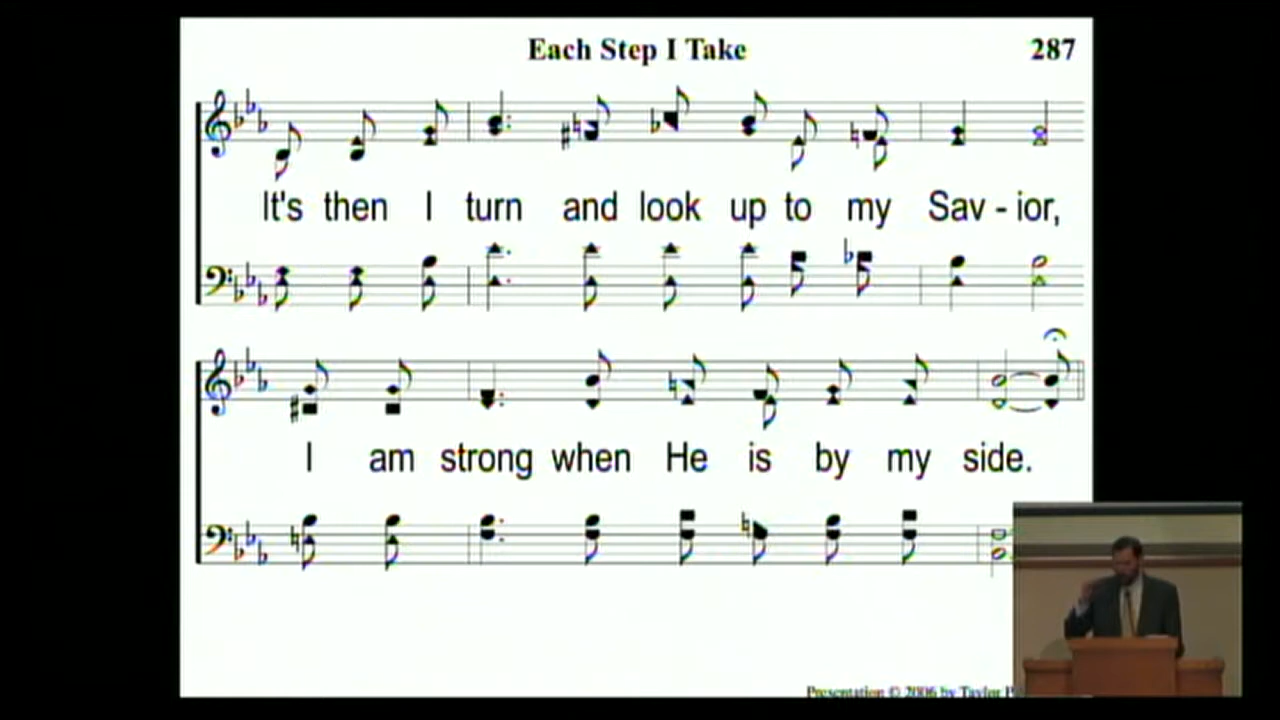 Each Step I Take
287
It's then I turn and look up to my Sav - ior,
I am strong when He is by my side.
Presentation © 2006 by Taylor